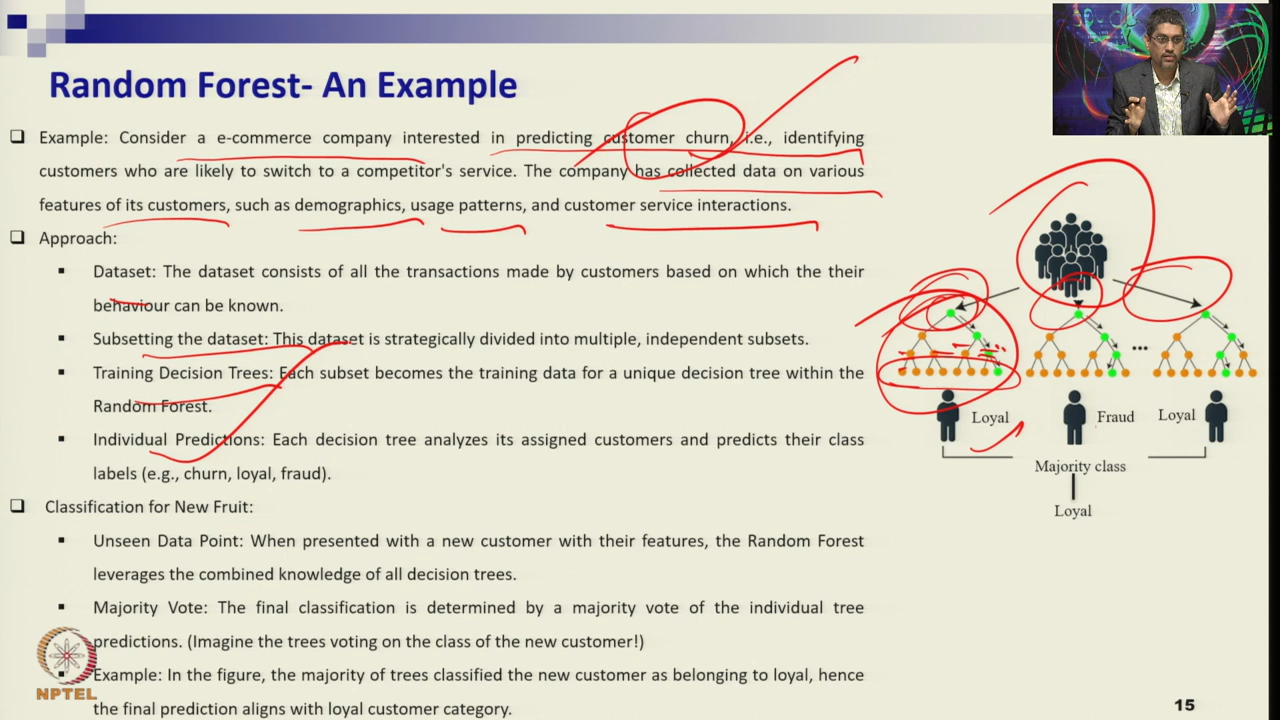 Random Forest- An Example
❑ Example: Consider a e-commerce company interested in predicting customer churn, i.e., identifying
customers who are likely to switch to a competitor's service. The company has collected data on various
features of its customers, such as demographics, usage patterns, and customer service interactions.
❑ Approach:
▪ Dataset: The dataset consists of all the transactions made by customers based on which the their
behaviour can be known.
▪ Subsetting the dataset: This dataset is strategically divided into multiple, independent subsets.
▪ Training Decision Trees: Each subset becomes the training data for a unique decision tree within the
Random Forest.
▪ Individual Predictions: Each decision tree analyzes its assigned customers and predicts their class
labels (e.g., churn, loyal, fraud).
❑ Classification for New Fruit:
▪ Unseen Data Point: When presented with a new customer with their features, the Random Forest
leverages the combined knowledge of all decision trees.
▪ Majority Vote: The final classification is determined by a majority vote of the individual tree
predictions. (Imagine the trees voting on the class of the new customer!)
▪ Example: In the figure, the majority of trees classified the new customer as belonging to loyal, hence
the final prediction aligns with loyal customer category.
...
Loyal Fraud Loyal
Majority class
Loyal
NPTEL
15